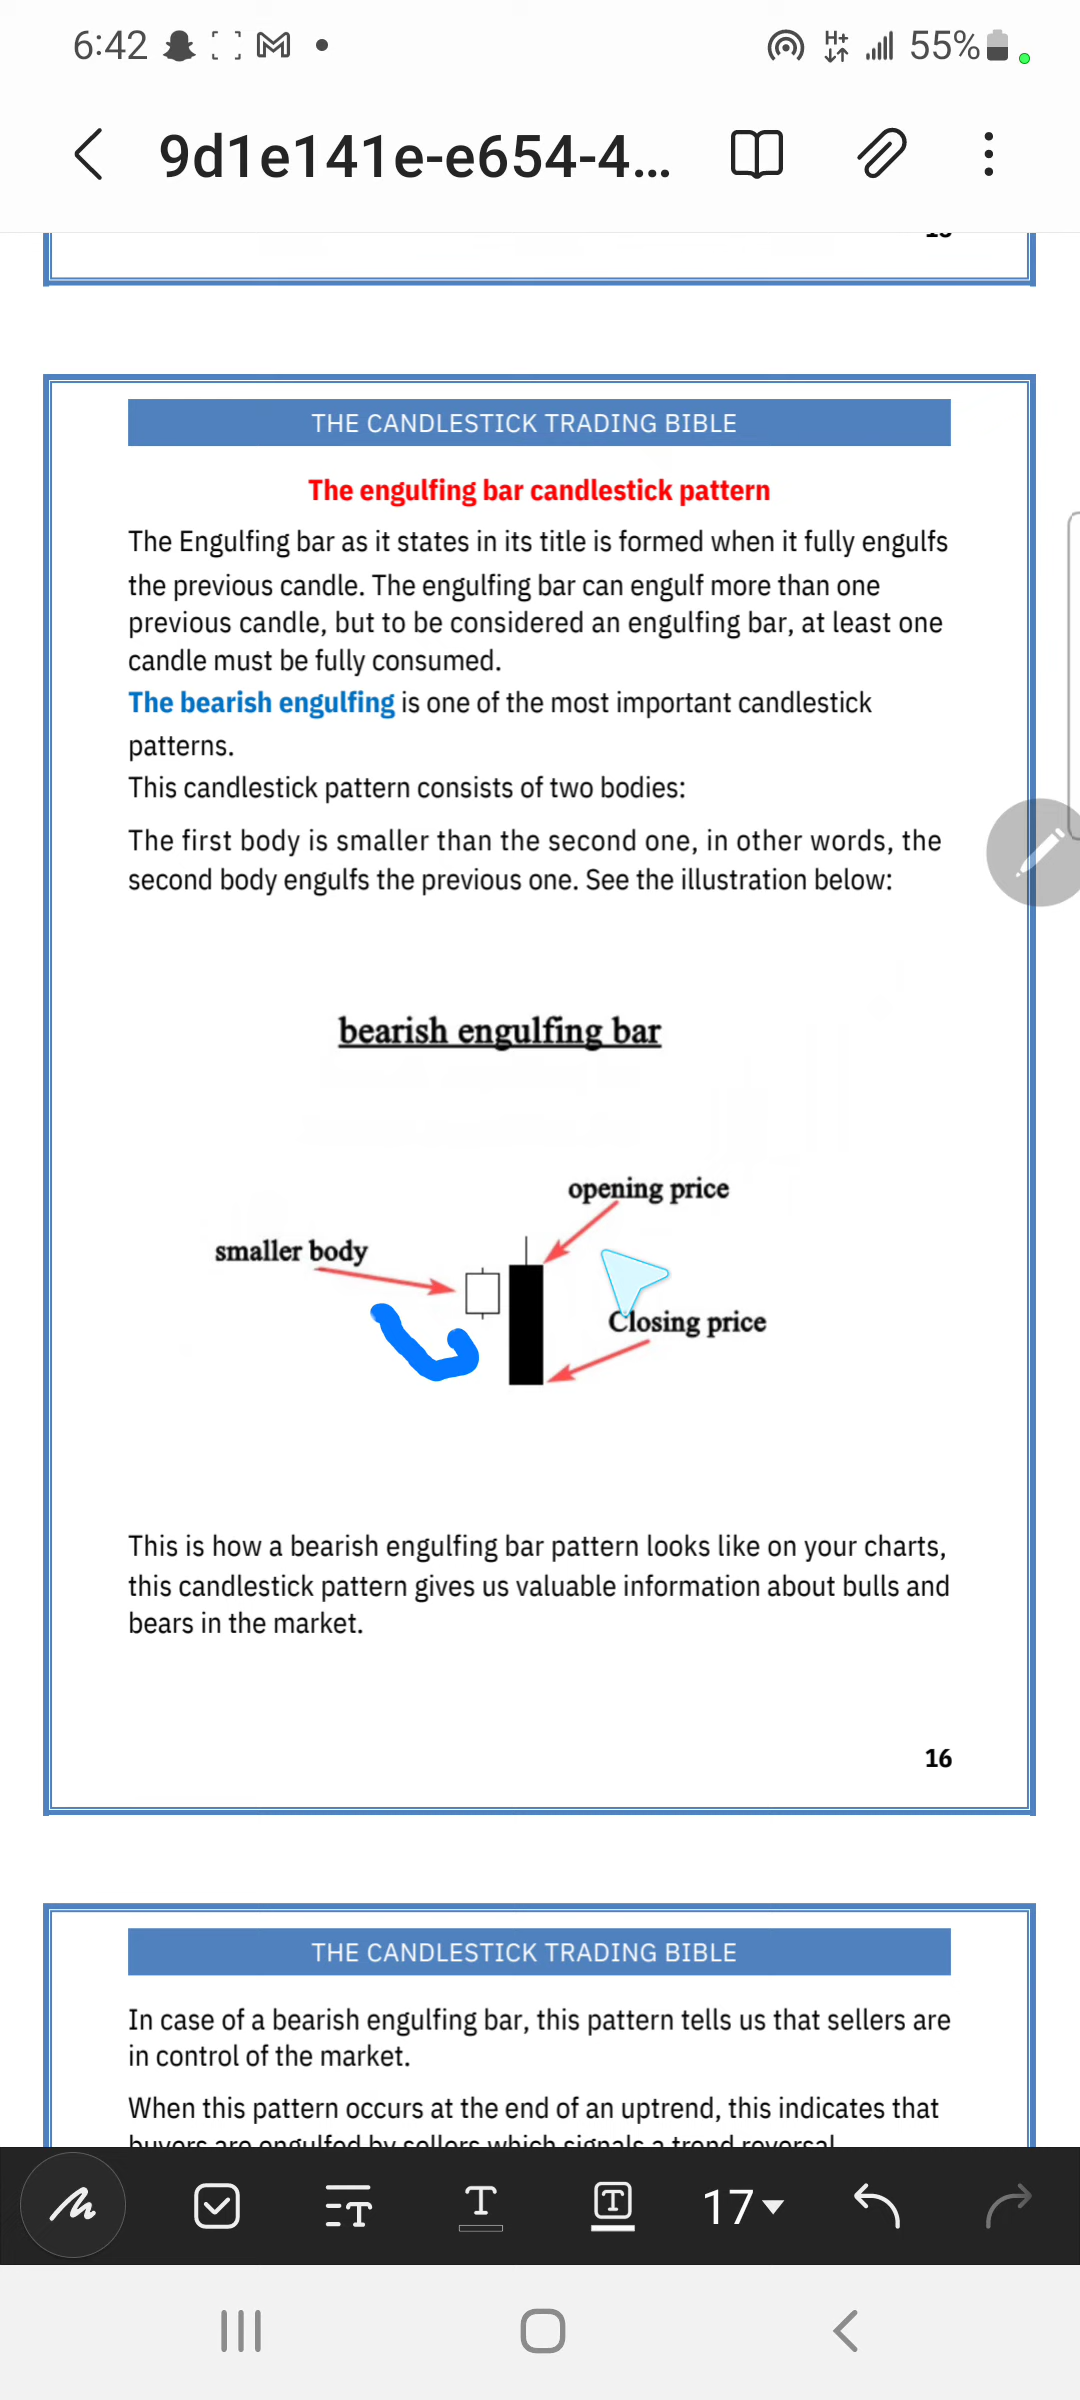 6:42
H+
55%
9d1e141e-e654-4...
THE CANDLESTICK TRADING BIBLE
The engulfing bar candlestick pattern
The Engulfing bar as it states in its title is formed when it fully engulfs
the previous candle. The engulfing bar can engulf more than one
previous candle, but to be considered an engulfing bar, at least one
candle must be fully consumed.
The bearish engulfing is one of the most important candlestick
patterns.
This candlestick pattern consists of two bodies:
The first body is smaller than the second one, in other words, the
second body engulfs the previous one. See the illustration below:
bearish engulfing bar
opening price
smaller body
Closing price
This is how a bearish engulfing bar pattern looks like on your charts,
this candlestick pattern gives us valuable information about bulls and
bears in the market.
16
THE CANDLESTICK TRADING BIBLE
In case of a bearish engulfing bar, this pattern tells us that sellers are
in control of the market.
When this pattern occurs at the end of an uptrend, this indicates that
buyers are engulfed by sellers which signals a trend reversal
17